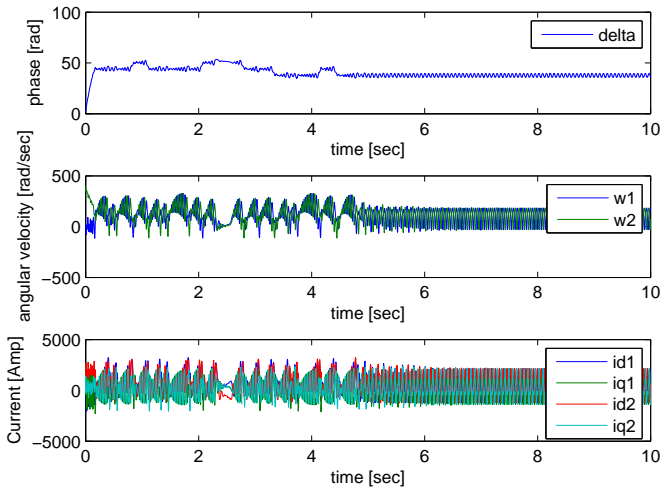 100
50
0
phase [rad]
delta
0 2 4 6 8 10
time [sec]
500
0
−500
angular velocity [rad/sec]
w1
w2
0 2 4 6 8 10
time [sec]
5000
0
−5000
Current [Amp]
id1
iq1
id2
iq2
0 2 4 6 8 10
time [sec]